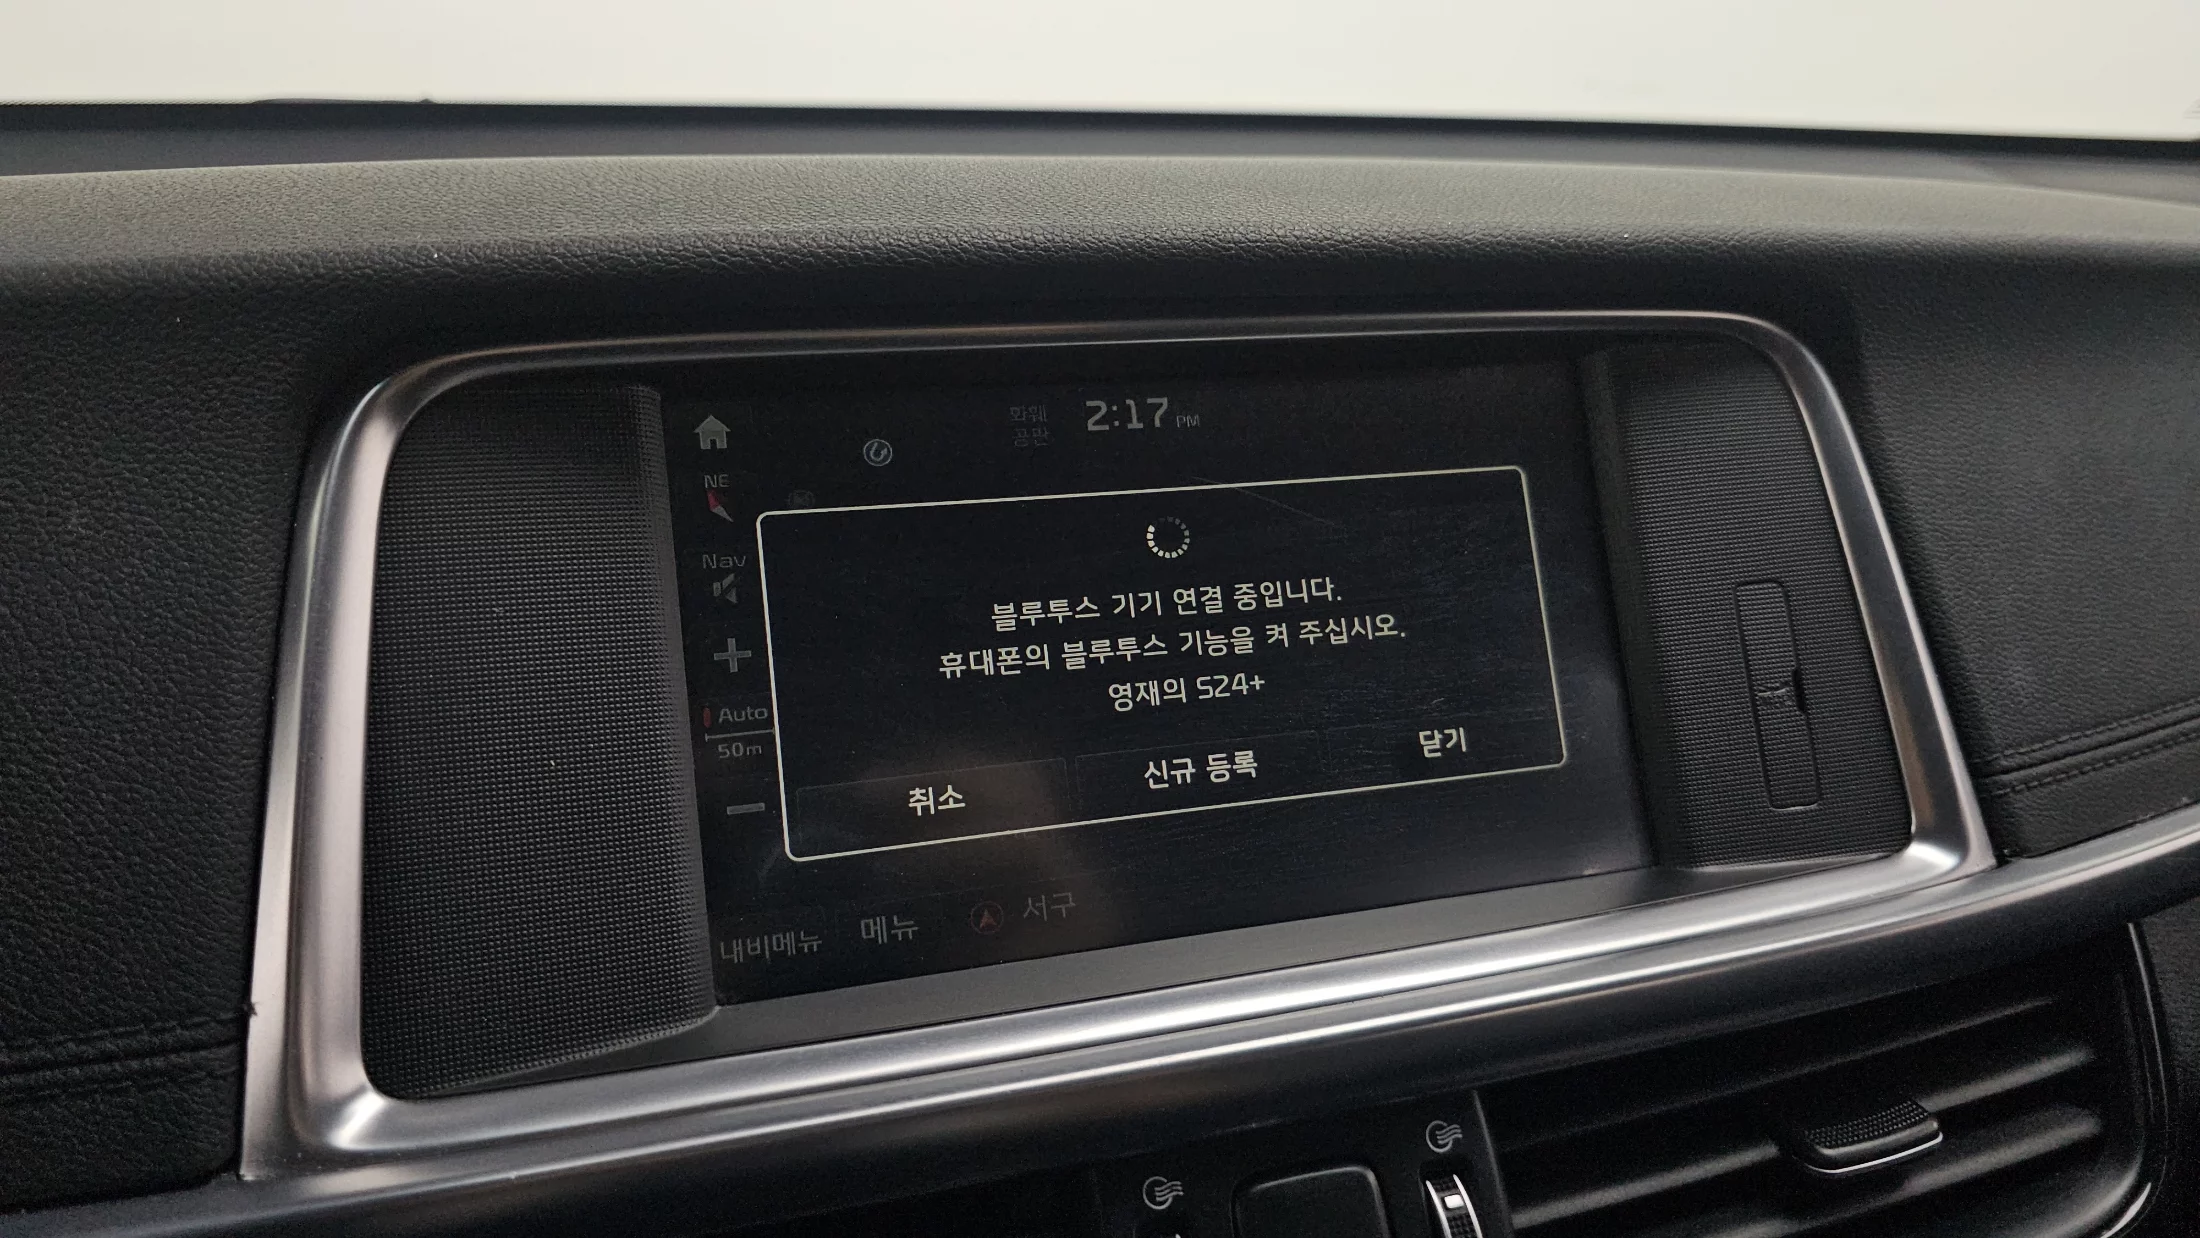 화훼
공판
2:17 PM
NE
Nav
블루투스 기기 연결 중입니다.
휴대폰의 블루투스 기능을 켜 주십시오.
영재의 S24+
Auto
50m
취소
신규 등록
닫기
내비메뉴
메뉴
서구